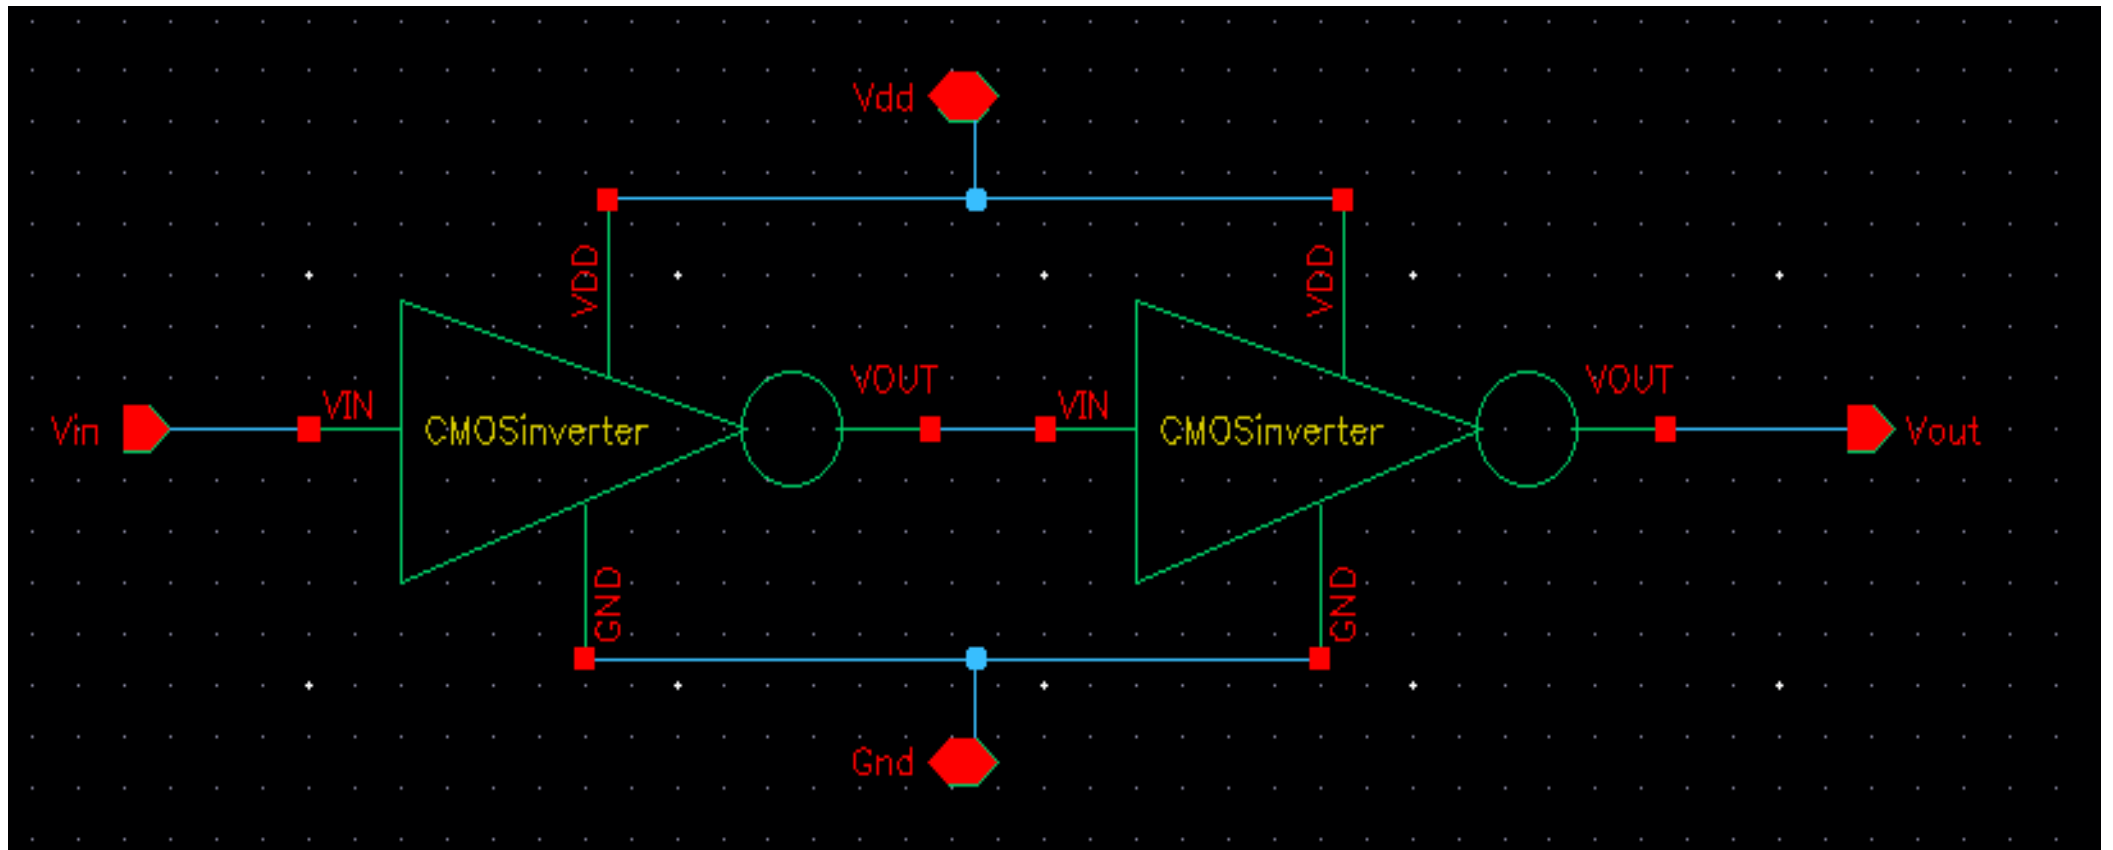 Vdd
VDD
VDD
Vin
VIN
CMOSinverter
VOUT
VIN
CMOSinverter
VOUT
Vout
GND
GND
Gnd